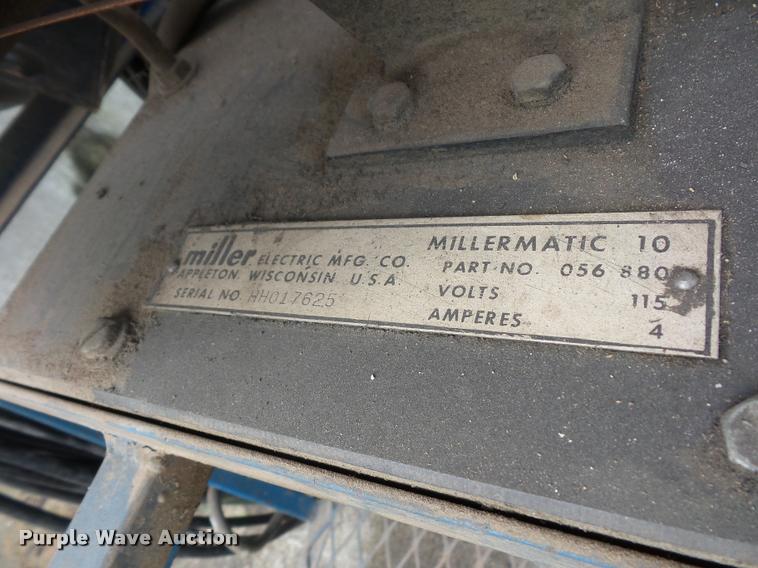 miller ELECTRIC MFG. CO.
APPLETON, WISCONSIN U.S.A
SERIAL NO. HH017625
MILLERMATIC 10
PART NO. 056 880
VOLTS 115
AMPERES 4
Purple Wave Auction